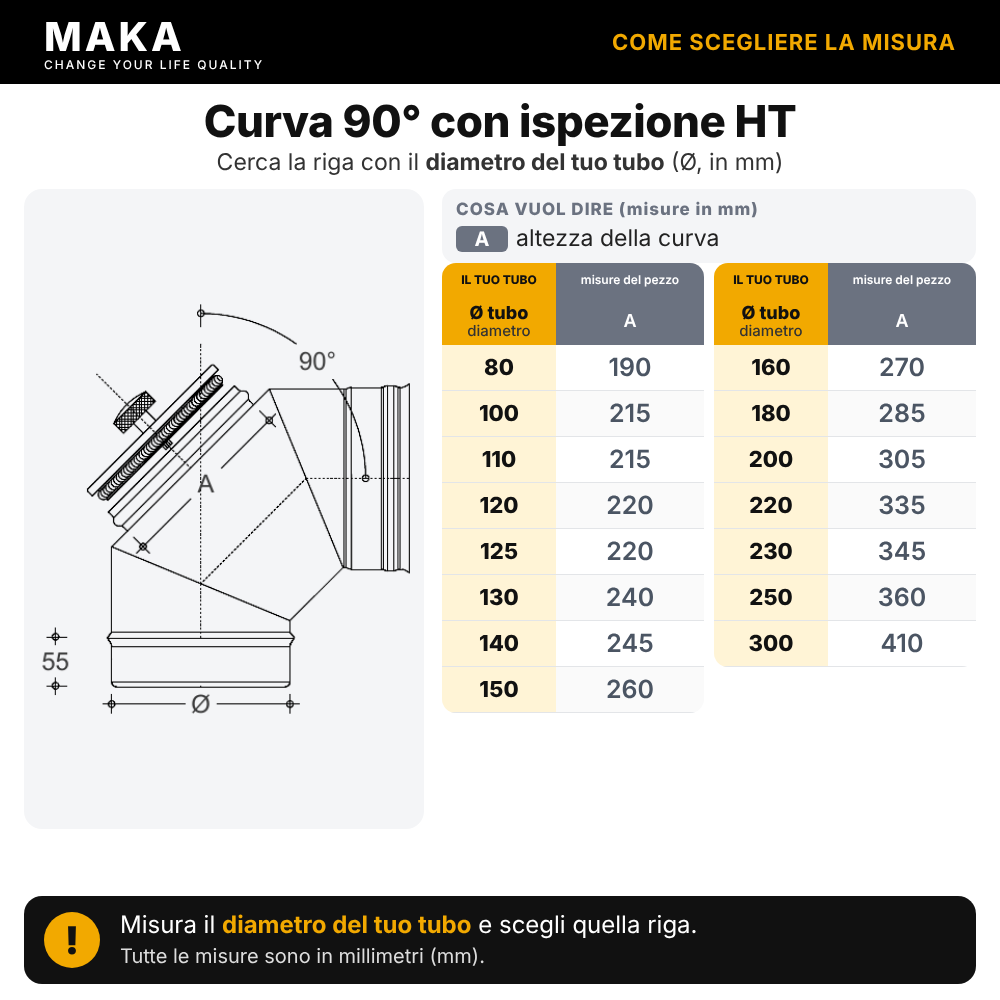 MAKA
CHANGE YOUR LIFE QUALITY
COME SCEGLIERE LA MISURA
Curva 90° con ispezione HT
Cerca la riga con il diametro del tuo tubo (Ø, in mm)
90°
A
55
Ø
COSA VUOL DIRE (misure in mm)
A altezza della curva
IL TUO TUBO misure del pezzo
Ø tubo diametro A
80 190
100 215
110 215
120 220
125 220
130 240
140 245
150 260
IL TUO TUBO misure del pezzo
Ø tubo diametro A
160 270
180 285
200 305
220 335
230 345
250 360
300 410
! Misura il diametro del tuo tubo e scegli quella riga.
Tutte le misure sono in millimetri (mm).